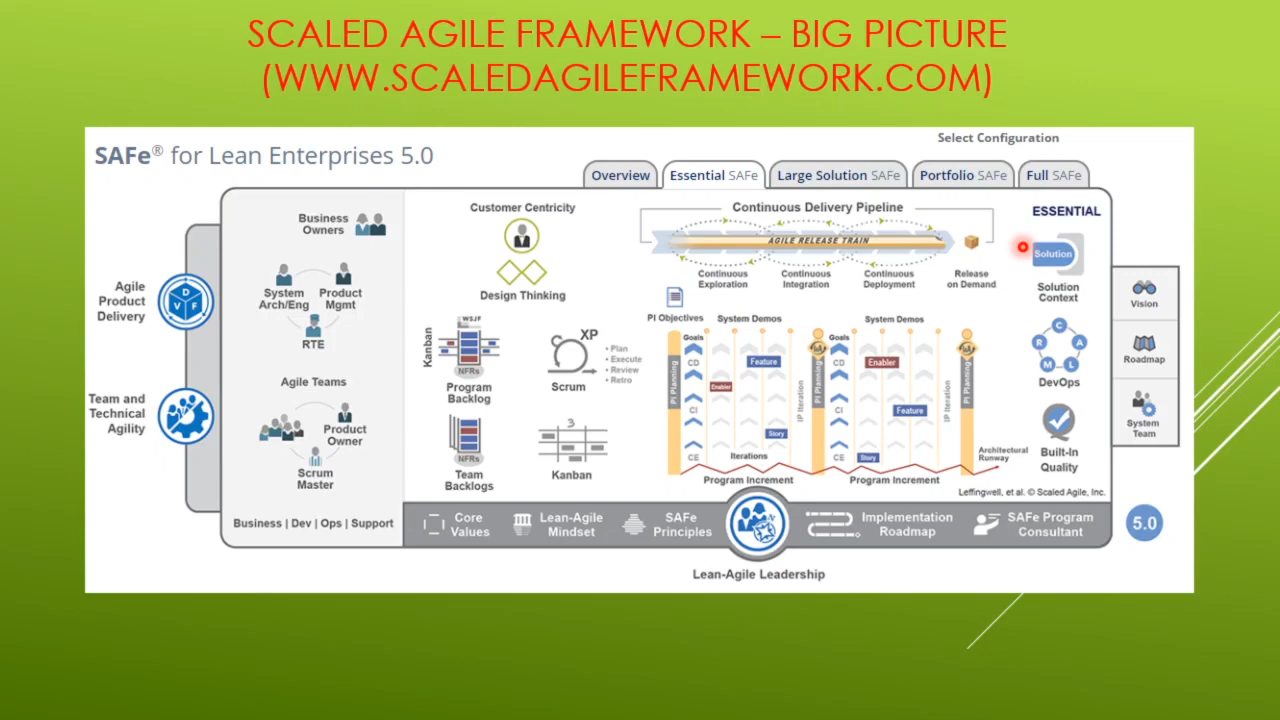 SCALED AGILE FRAMEWORK – BIG PICTURE
(WWW.SCALEDAGILEFRAMEWORK.COM)
Select Configuration
SAFe® for Lean Enterprises 5.0
Overview
Essential SAFe
Large Solution SAFe
Portfolio SAFe
Full SAFe
Agile
Product
Delivery
D
V F
Team and
Technical
Agility
Business
Owners
System
Arch/Eng
Product
Mgmt
RTE
Agile Teams
Product
Owner
Scrum
Master
Business | Dev | Ops | Support
Customer Centricity
Design Thinking
Kanban
WSJF
NFRs
Program
Backlog
XP
Scrum
• Plan
• Execute
• Review
• Retro
NFRs
Team
Backlogs
3
Kanban
Continuous Delivery Pipeline
AGILE RELEASE TRAIN
Continuous
Exploration
Continuous
Integration
Continuous
Deployment
Release
on Demand
PI Objectives
System Demos
System Demos
PI Planning
Goals
CD
CI
CE
Enabler
Feature
Story
Iterations
IP Iteration
PI Planning
Goals
CD
CI
CE
Enabler
Feature
Story
IP Iteration
PI Planning
Architectural
Runway
Program Increment
Program Increment
ESSENTIAL
Solution
Solution
Context
C
R A
M L
DevOps
Built-In
Quality
Leffingwell, et al. © Scaled Agile, Inc.
Vision
Roadmap
System
Team
Core
Values
Lean-Agile
Mindset
SAFe
Principles
Implementation
Roadmap
SAFe Program
Consultant
5.0
Lean-Agile Leadership